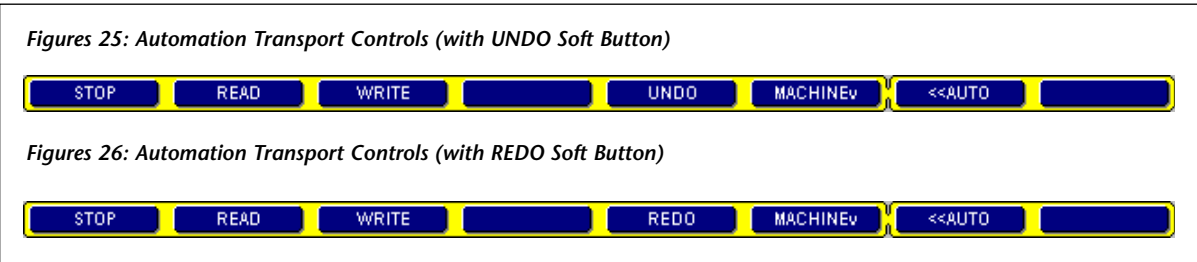 Figures 25: Automation Transport Controls (with UNDO Soft Button)
STOP READ WRITE UNDO MACHINEv <<AUTO
Figures 26: Automation Transport Controls (with REDO Soft Button)
STOP READ WRITE REDO MACHINEv <<AUTO